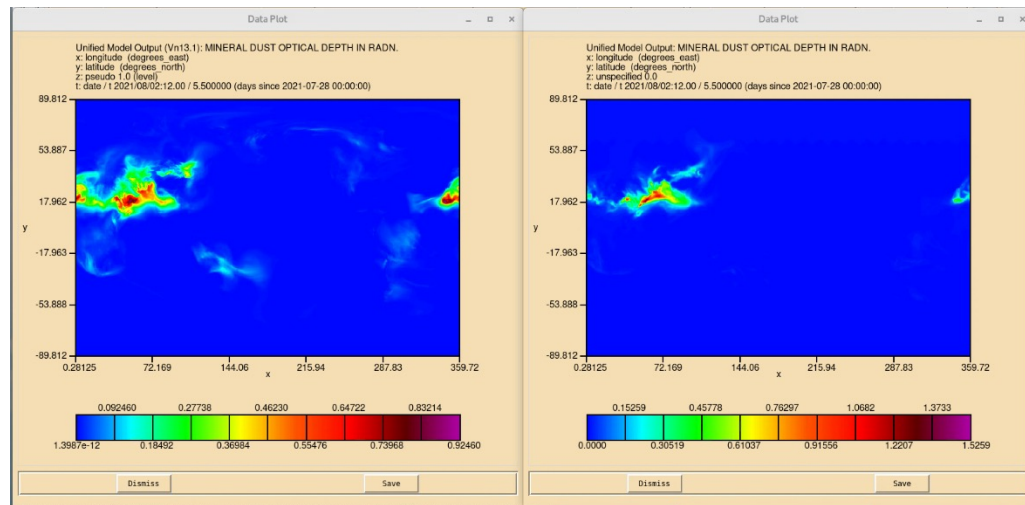 Data Plot
Unified Model Output (Vn13.1): MINERAL DUST OPTICAL DEPTH IN RADN.
x: longitude (degrees_east)
y: latitude (degrees_north)
z: pseudo 1.0 (level)
t: date / t 2021/08/02:12.00 / 5.500000 (days since 2021-07-28 00:00:00)
89.812
53.887
17.962
y
-17.963
-53.888
-89.812
0.28125 72.169 144.06 215.94 287.83 359.72
x
0.092460 0.27738 0.46230 0.64722 0.83214
1.3987e-12 0.18492 0.36984 0.55476 0.73968 0.92460
Dismiss Save
Data Plot
Unified Model Output: MINERAL DUST OPTICAL DEPTH IN RADN.
x: longitude (degrees_east)
y: latitude (degrees_north)
z: unspecified 0.0
t: date / t 2021/08/02:12.00 / 5.500000 (days since 2021-07-28 00:00:00)
89.812
53.887
17.962
y
-17.963
-53.888
-89.812
0.28125 72.169 144.06 215.94 287.83 359.72
x
0.15259 0.45778 0.76297 1.0682 1.3733
0.0000 0.30519 0.61037 0.91556 1.2207 1.5259
Dismiss Save